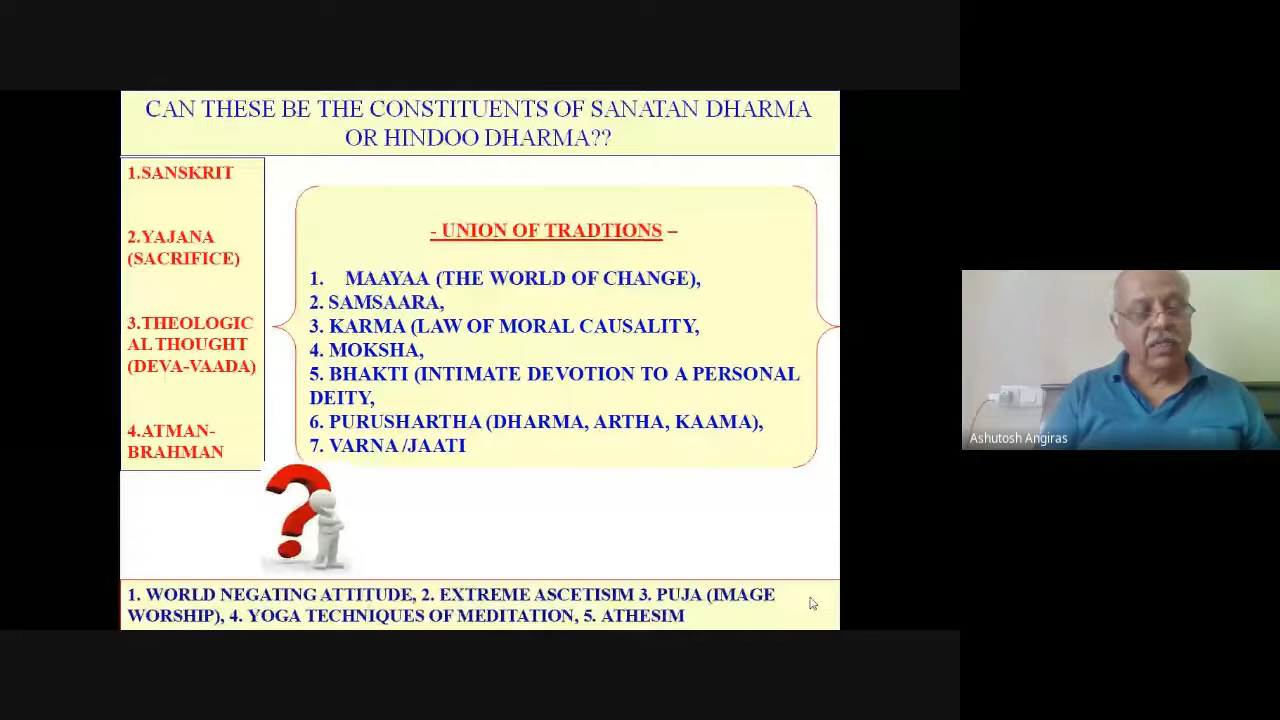 CAN THESE BE THE CONSTITUENTS OF SANATAN DHARMA
OR HINDOO DHARMA??
1.SANSKRIT
2.YAJANA
(SACRIFICE)
3.THEOLOGIC
AL THOUGHT
(DEVA-VAADA)
4.ATMAN-
BRAHMAN
- UNION OF TRADTIONS –
1. MAAYAA (THE WORLD OF CHANGE),
2. SAMSAARA,
3. KARMA (LAW OF MORAL CAUSALITY,
4. MOKSHA,
5. BHAKTI (INTIMATE DEVOTION TO A PERSONAL
DEITY,
6. PURUSHARTHA (DHARMA, ARTHA, KAAMA),
7. VARNA /JAATI
1. WORLD NEGATING ATTITUDE, 2. EXTREME ASCETISIM 3. PUJA (IMAGE
WORSHIP), 4. YOGA TECHNIQUES OF MEDITATION, 5. ATHESIM
Ashutosh Angiras